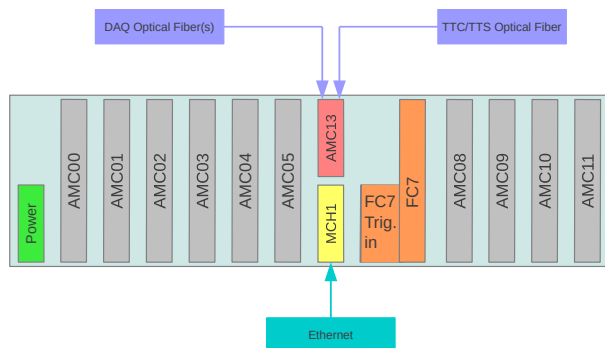 DAQ Optical Fiber(s)
TTC/TTS Optical Fiber
Power
AMC00
AMC01
AMC02
AMC03
AMC04
AMC05
AMC13
MCH1
FC7
Trig.
in
FC7
AMC08
AMC09
AMC10
AMC11
Ethernet